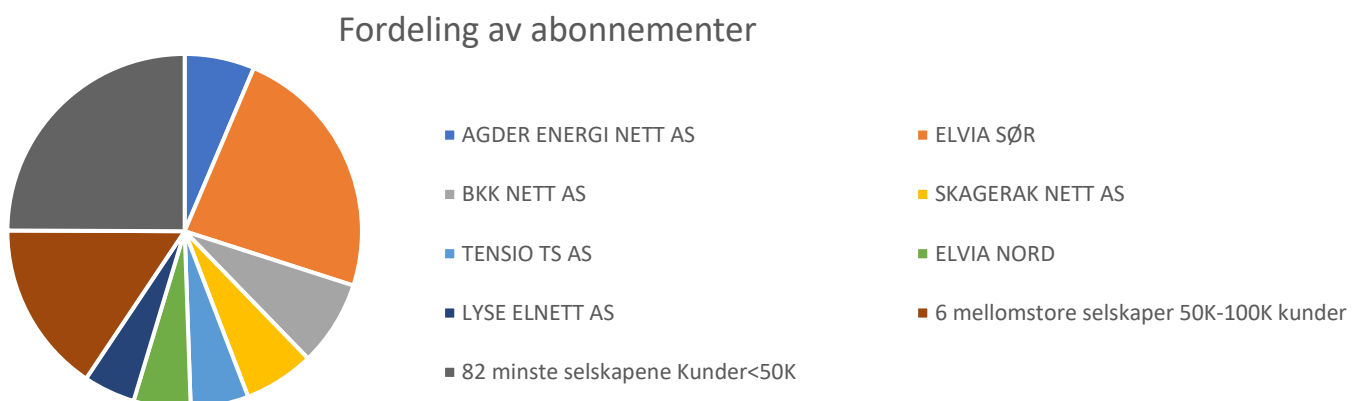 Fordeling av abonnementer
AGDER ENERGI NETT AS
ELVIA SØR
BKK NETT AS
SKAGERAK NETT AS
TENSIO TS AS
ELVIA NORD
LYSE ELNETT AS
6 mellomstore selskaper 50K-100K kunder
82 minste selskapene Kunder<50K